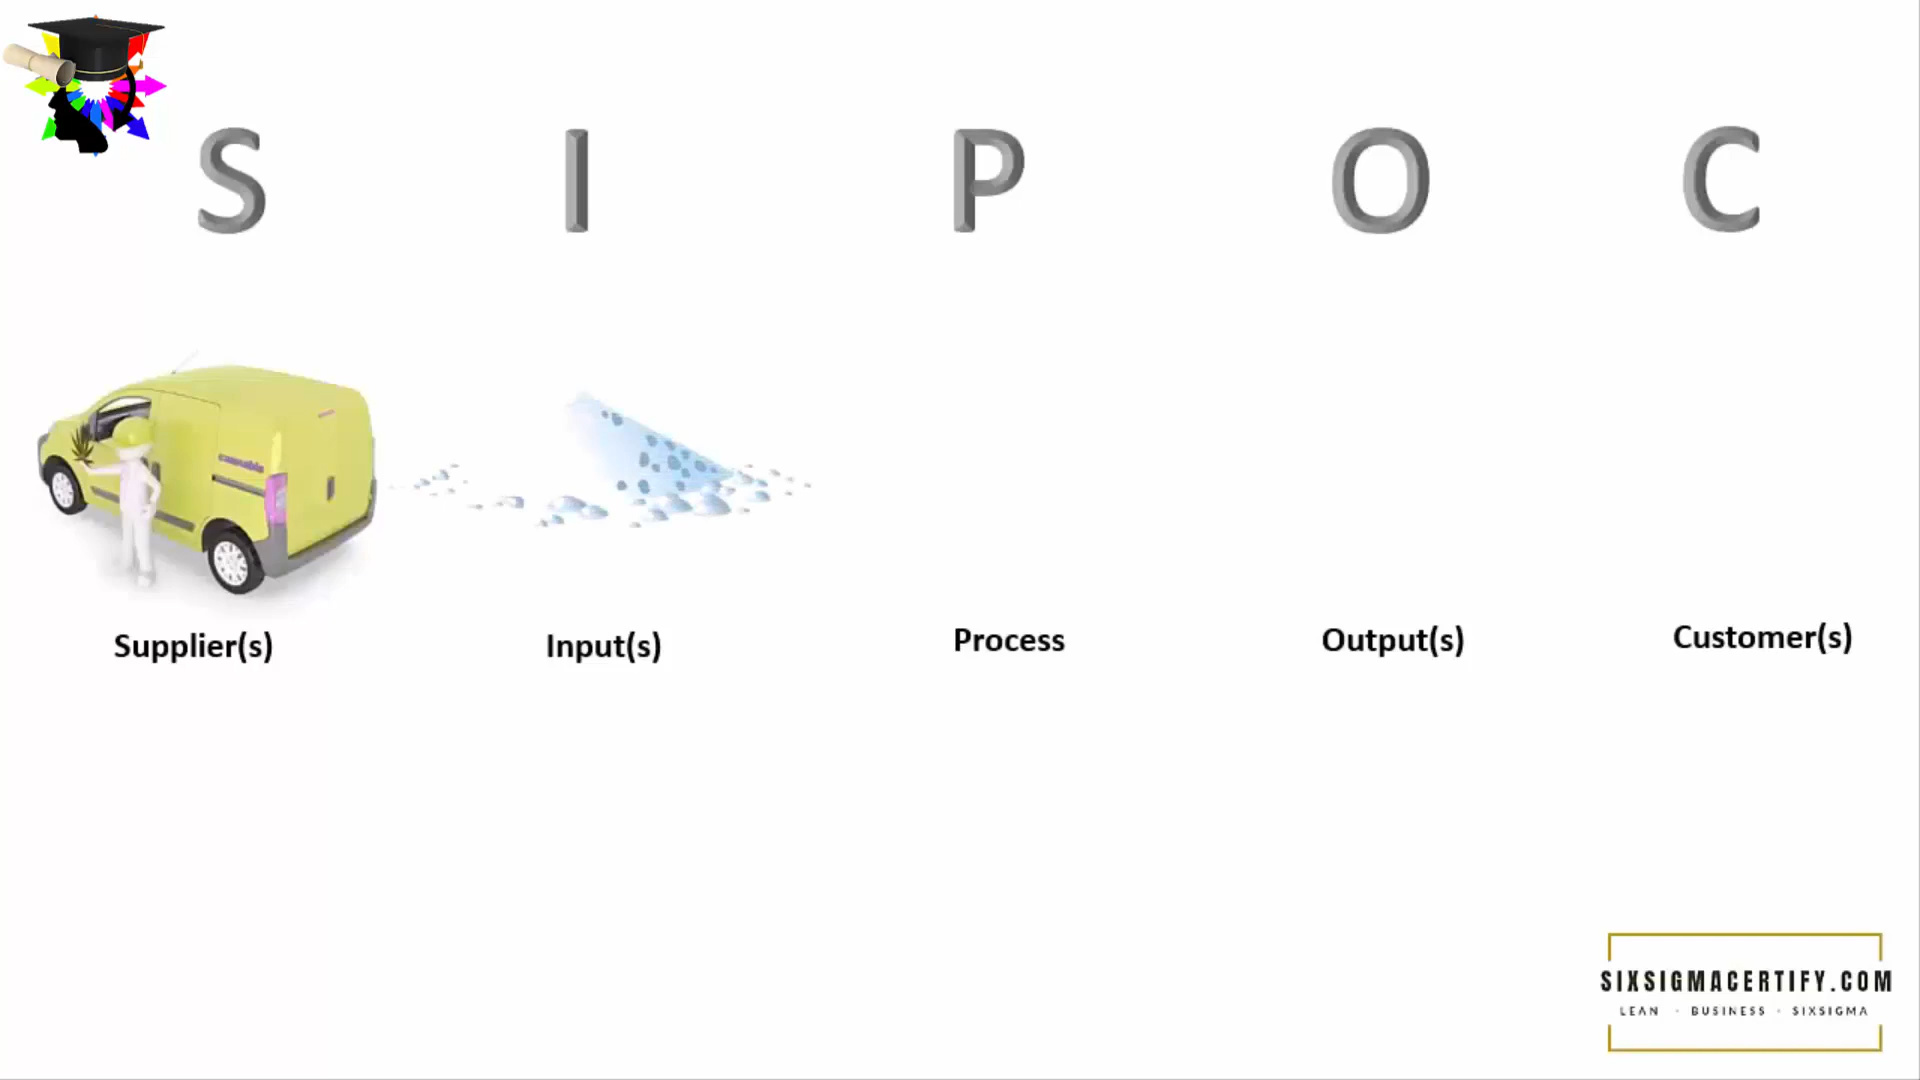 S I P O C
Supplier(s) Input(s) Process Output(s) Customer(s)
SIXSIGMACERTIFY.COM
LEAN · BUSINESS · SIXSIGMA